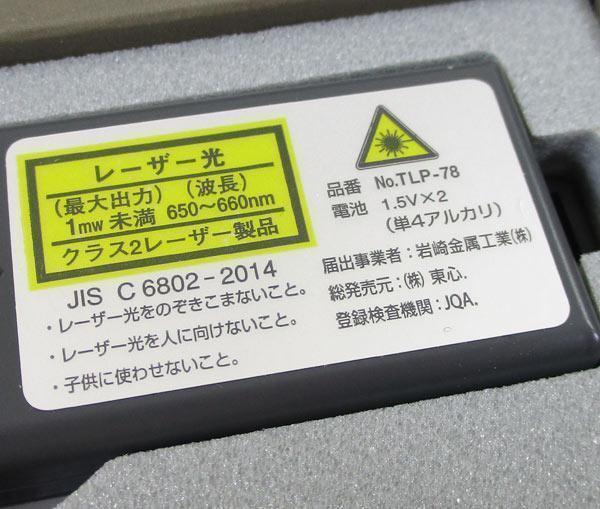 レーザー光
(最大出力) (波長)
1mw未満 650～660nm
クラス2レーザー製品
JIS C 6802-2014
・レーザー光をのぞきこまないこと。
・レーザー光を人に向けないこと。
・子供に使わせないこと。
品番 No.TLP-78
電池 1.5V×2
(単4アルカリ)
届出事業者：岩崎金属工業㈱
総発売元：㈱ 東心.
登録検査機関：JQA.